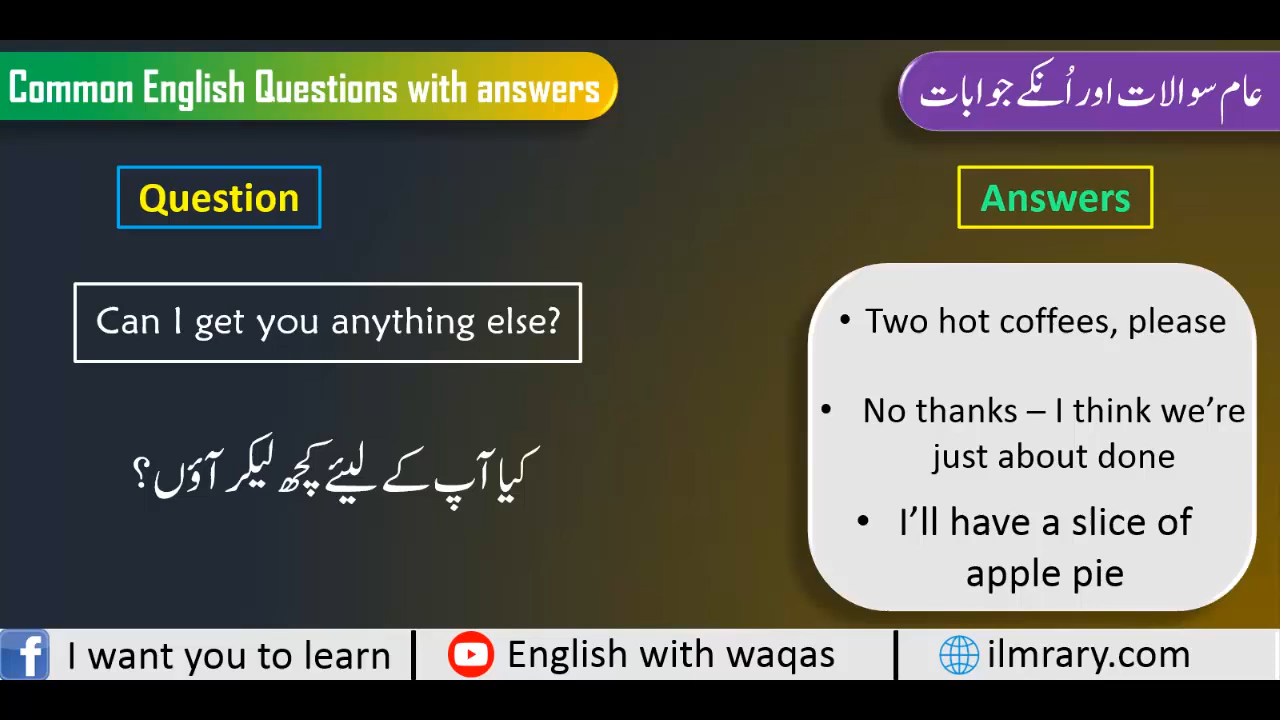 Common English Questions with answers
عام سوالات اور اُنکے جوابات
Question
Answers
Can I get you anything else?
کیا آپ کے لیئے کچھ لیکر آؤں؟
• Two hot coffees, please
• No thanks – I think we’re
just about done
• I’ll have a slice of
apple pie
f I want you to learn
English with waqas
ilmrary.com